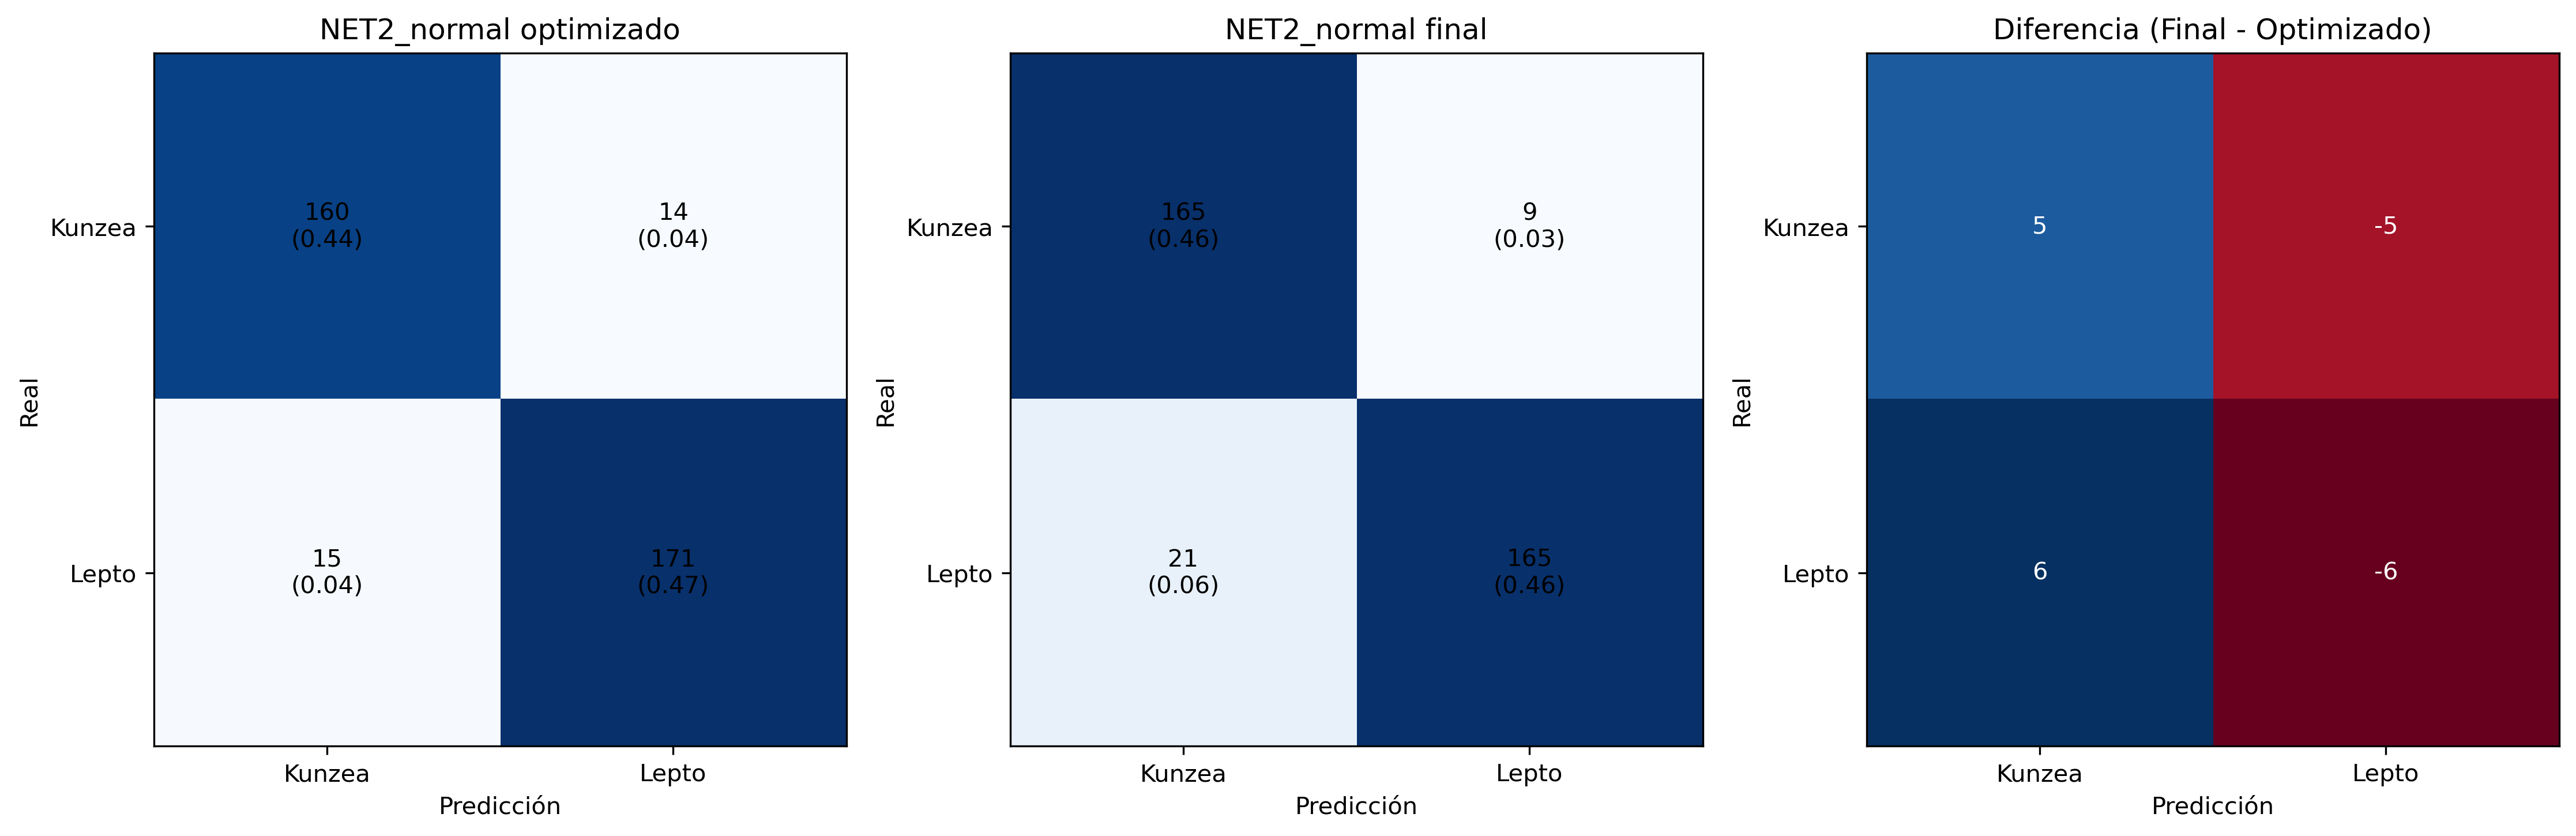 NET2_normal optimizado
Real
Kunzea
160
(0.44)
14
(0.04)
Lepto
15
(0.04)
171
(0.47)
Kunzea
Lepto
Predicción
NET2_normal final
Real
Kunzea
165
(0.46)
9
(0.03)
Lepto
21
(0.06)
165
(0.46)
Kunzea
Lepto
Predicción
Diferencia (Final - Optimizado)
Real
Kunzea
5
-5
Lepto
6
-6
Kunzea
Lepto
Predicción